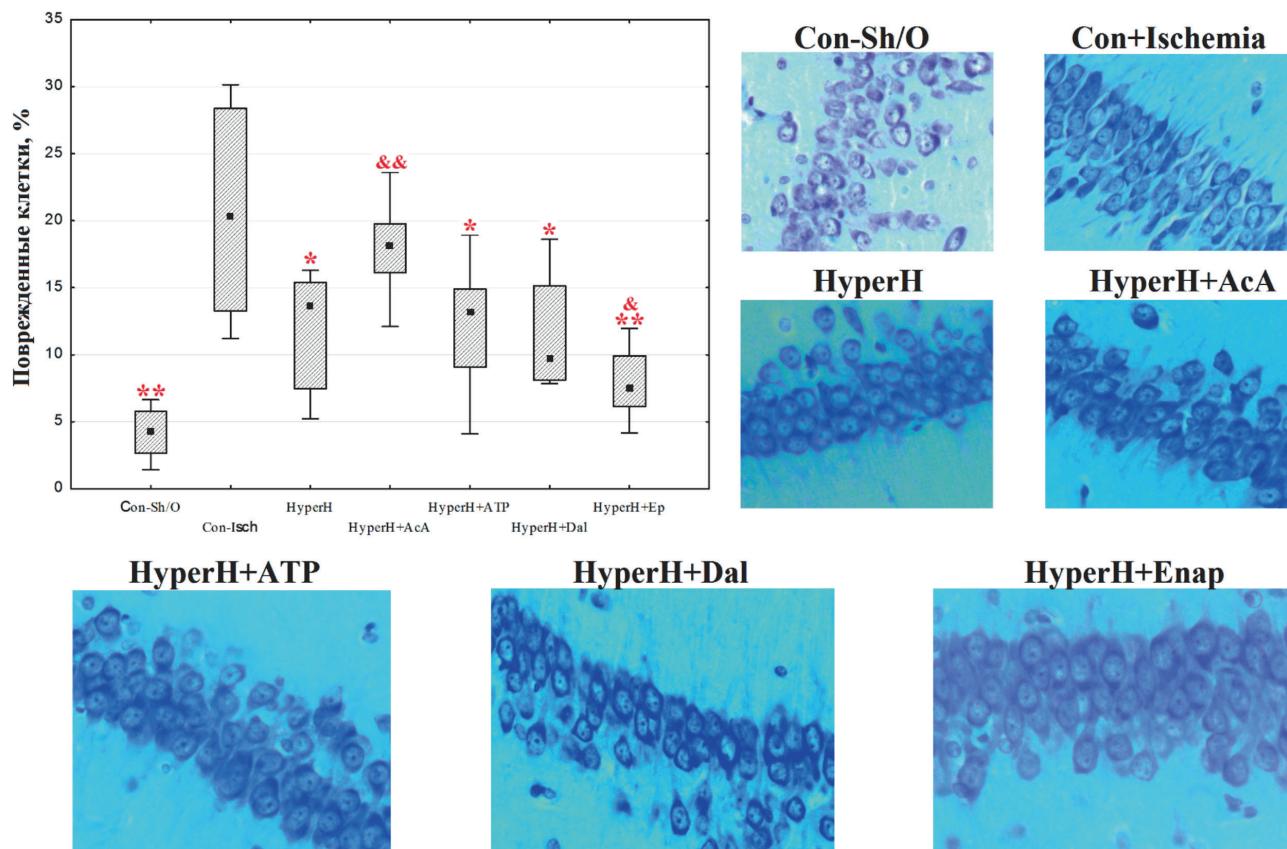 Поврежденные клетки, %
35
30
25
20
15
10
5
0
**
*
&&
*
*
&
**
Con-Sh/O
Con-Isch
HyperH
HyperH+AcA
HyperH+ATP
HyperH+Dal
HyperH+Ep
Con-Sh/O
Con+Ischemia
HyperH
HyperH+AcA
HyperH+ATP
HyperH+Dal
HyperH+Enap